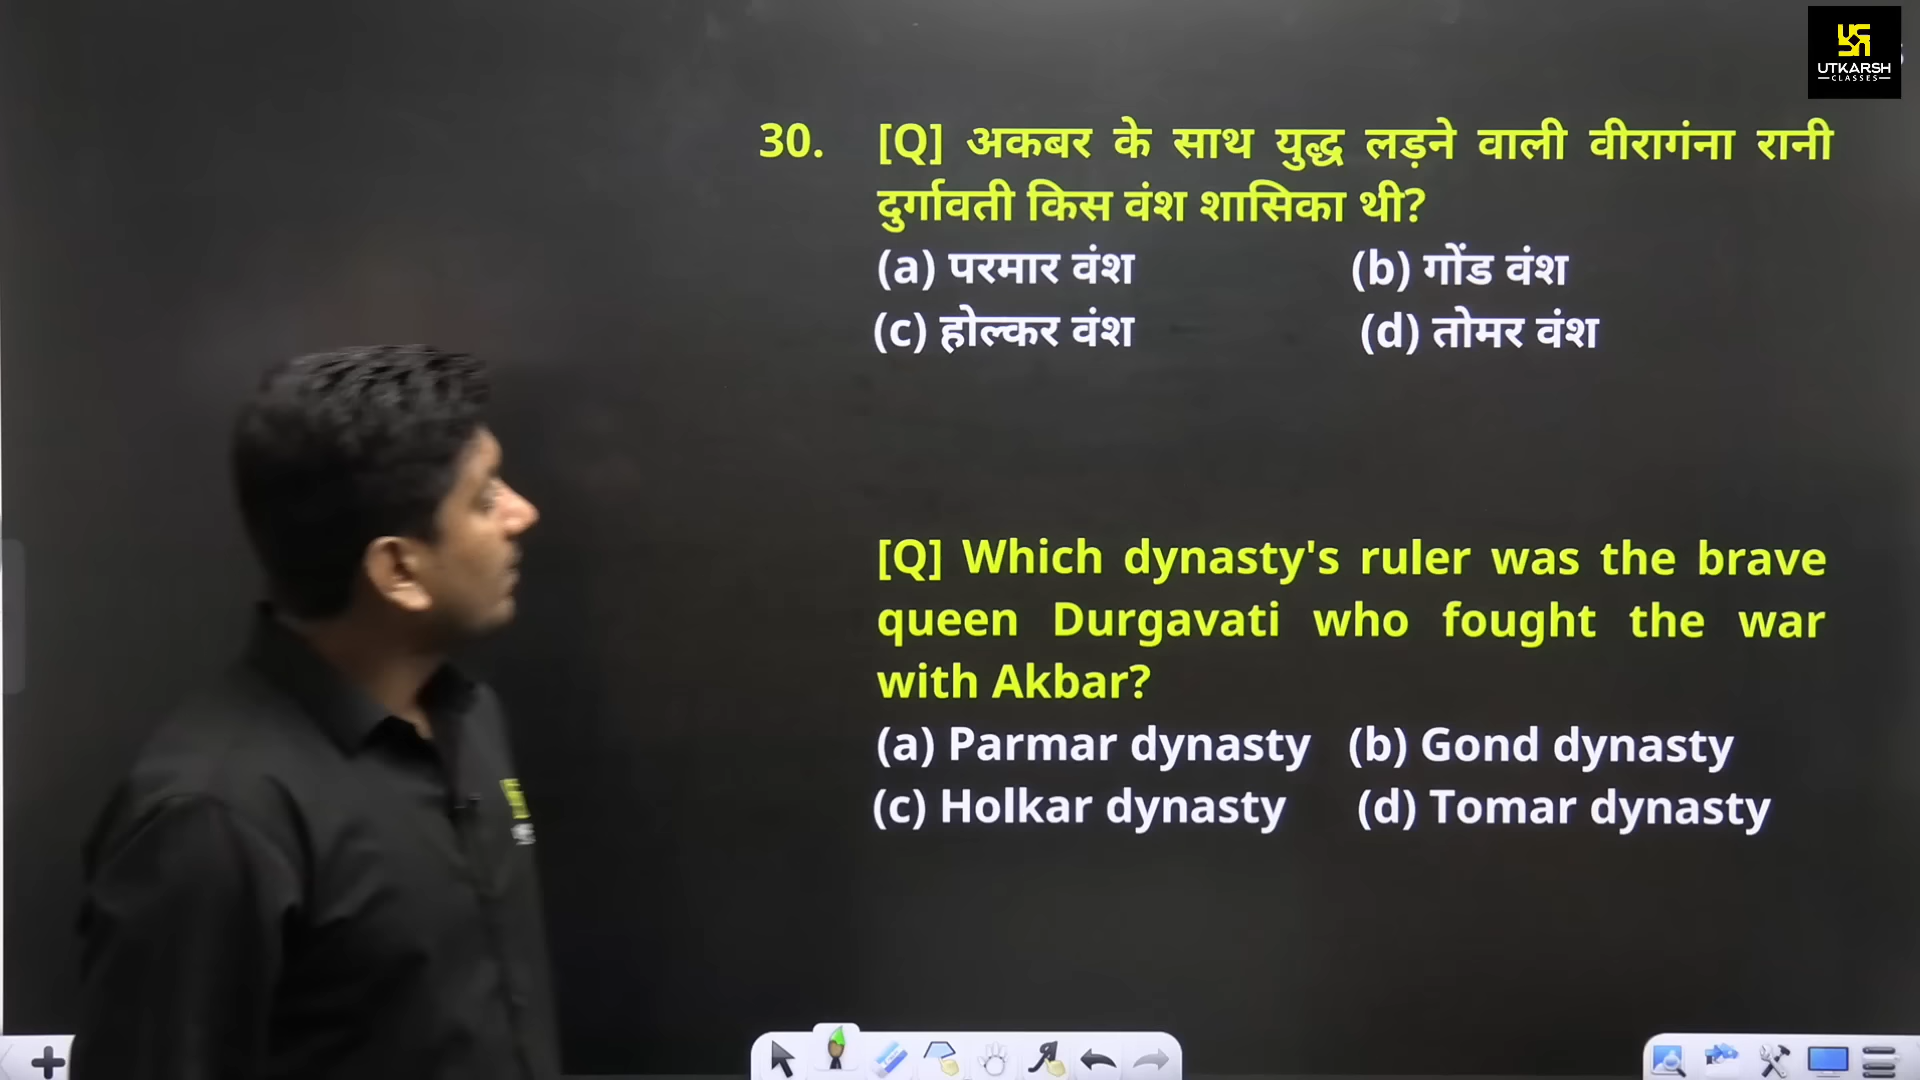 UTKARSH
CLASSES
30. [Q] अकबर के साथ युद्ध लड़ने वाली वीरागंना रानी
दुर्गावती किस वंश शासिका थी?
(a) परमार वंश (b) गोंड वंश
(c) होल्कर वंश (d) तोमर वंश
[Q] Which dynasty's ruler was the brave
queen Durgavati who fought the war
with Akbar?
(a) Parmar dynasty (b) Gond dynasty
(c) Holkar dynasty (d) Tomar dynasty